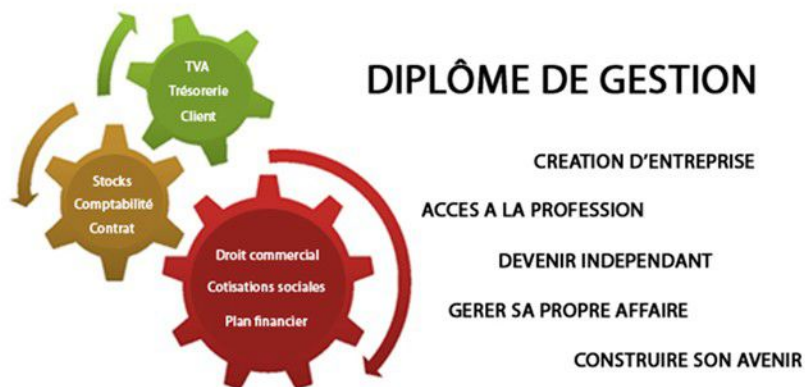 TVA
Trésorerie
Client
Stocks
Comptabilité
Contrat
Droit commercial
Cotisations sociales
Plan financier
DIPLÔME DE GESTION
CREATION D'ENTREPRISE
ACCES A LA PROFESSION
DEVENIR INDEPENDANT
GERER SA PROPRE AFFAIRE
CONSTRUIRE SON AVENIR